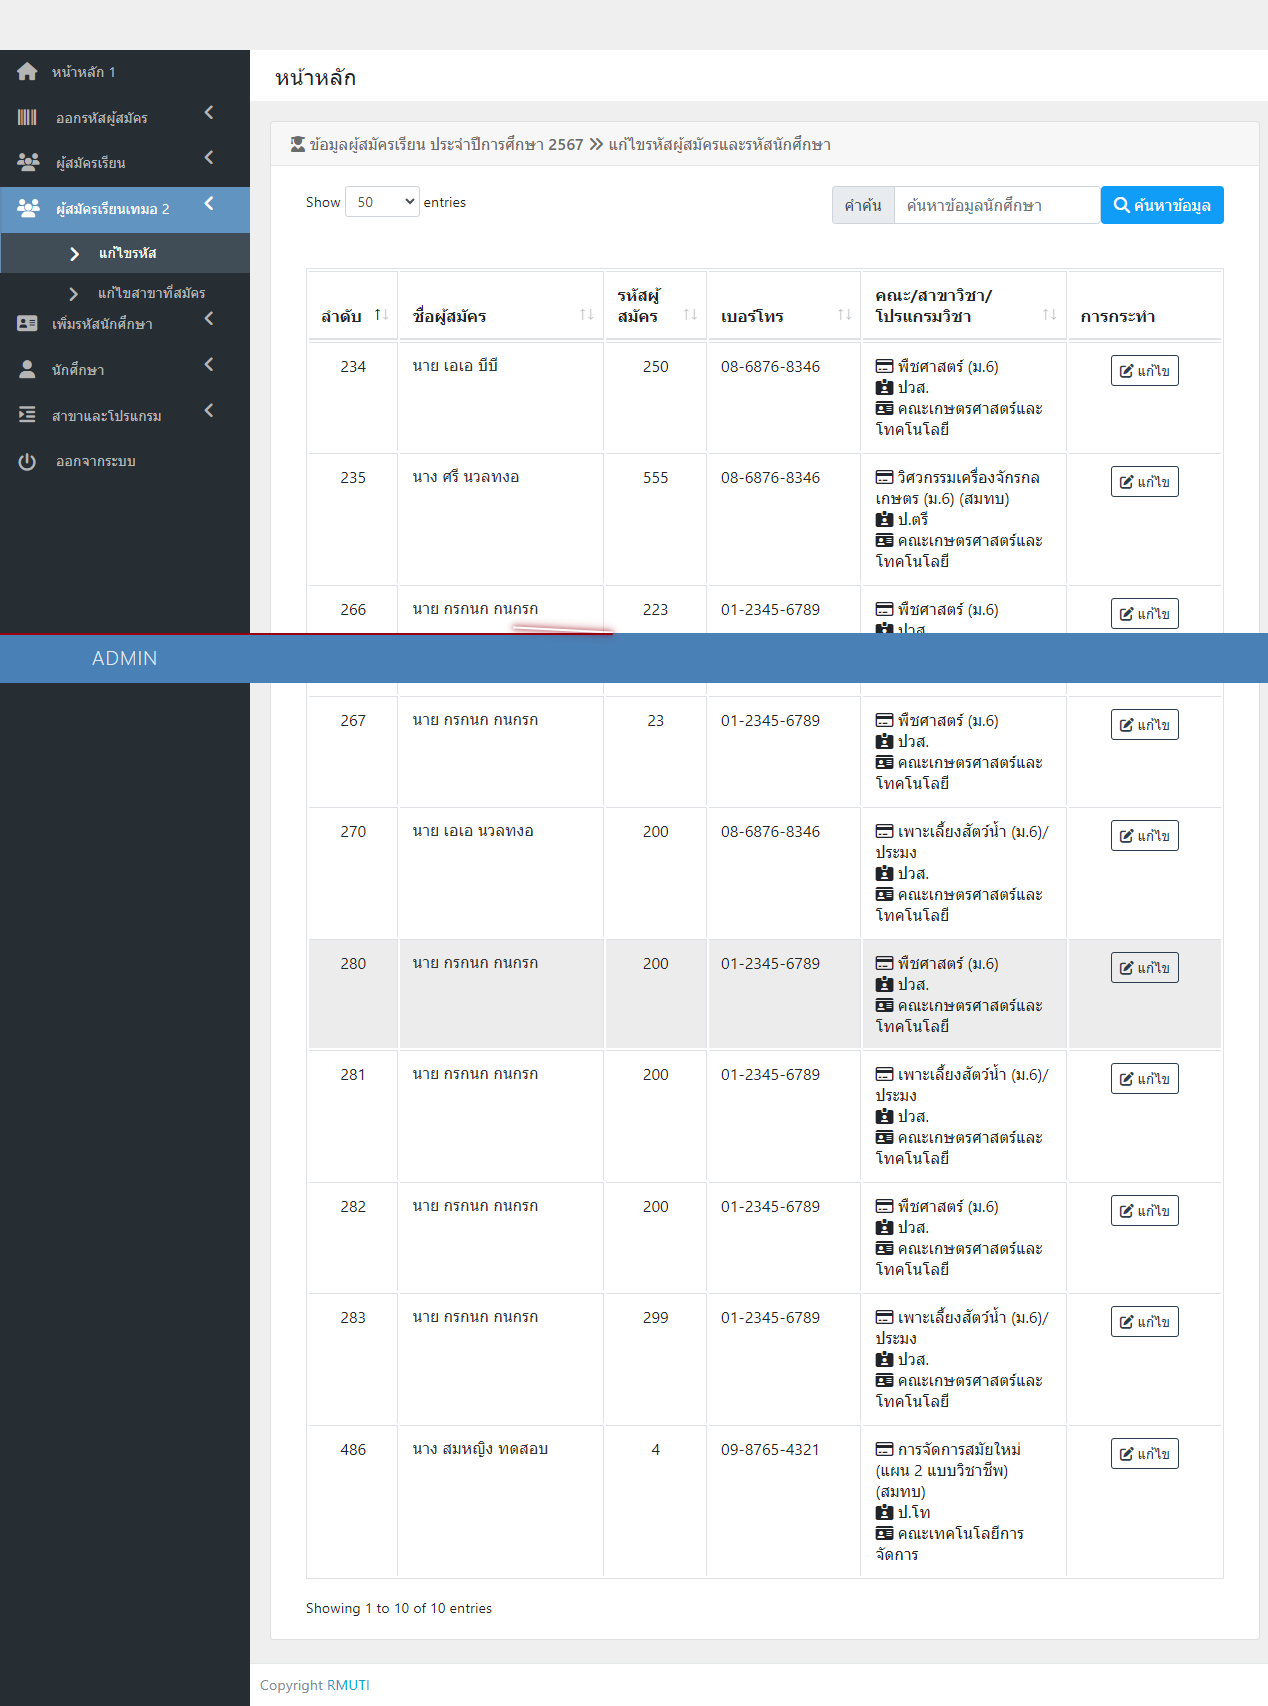 หน้าหลัก 1
ออกรหัสผู้สมัคร
ผู้สมัครเรียน
ผู้สมัครเรียนเทมอ 2
แก้ไขรหัส
แก้ไขสาขาที่สมัคร
เพิ่มรหัสนักศึกษา
นักศึกษา
สาขาและโปรแกรม
ออกจากระบบ
หน้าหลัก
ข้อมูลผู้สมัครเรียน ประจำปีการศึกษา 2567 >> แก้ไขรหัสผู้สมัครและรหัสนักศึกษา
Show 50 entries
คำค้น ค้นหาข้อมูลนักศึกษา ค้นหาข้อมูล
ลำดับ ชื่อผู้สมัคร รหัสผู้สมัคร เบอร์โทร คณะ/สาขาวิชา/โปรแกรมวิชา การกระทำ
234 นาย เอเอ บีบี 250 08-6876-8346 พืชศาสตร์ (ม.6) แก้ไข
ปวส.
คณะเกษตรศาสตร์และ
โทคโนโลยี
235 นาง ศรี นวลทงอ 555 08-6876-8346 วิศวกรรมเครื่องจักรกล แก้ไข
เกษตร (ม.6) (สมทบ)
ป.ตรี
คณะเกษตรศาสตร์และ
โทคโนโลยี
266 นาย กรกนก กนกรก 223 01-2345-6789 พืชศาสตร์ (ม.6) แก้ไข
ปวส.
ADMIN
267 นาย กรกนก กนกรก 23 01-2345-6789 พืชศาสตร์ (ม.6) แก้ไข
ปวส.
คณะเกษตรศาสตร์และ
โทคโนโลยี
270 นาย เอเอ นวลทงอ 200 08-6876-8346 เพาะเลี้ยงสัตว์น้ำ (ม.6)/ แก้ไข
ประมง
ปวส.
คณะเกษตรศาสตร์และ
โทคโนโลยี
280 นาย กรกนก กนกรก 200 01-2345-6789 พืชศาสตร์ (ม.6) แก้ไข
ปวส.
คณะเกษตรศาสตร์และ
โทคโนโลยี
281 นาย กรกนก กนกรก 200 01-2345-6789 เพาะเลี้ยงสัตว์น้ำ (ม.6)/ แก้ไข
ประมง
ปวส.
คณะเกษตรศาสตร์และ
โทคโนโลยี
282 นาย กรกนก กนกรก 200 01-2345-6789 พืชศาสตร์ (ม.6) แก้ไข
ปวส.
คณะเกษตรศาสตร์และ
โทคโนโลยี
283 นาย กรกนก กนกรก 299 01-2345-6789 เพาะเลี้ยงสัตว์น้ำ (ม.6)/ แก้ไข
ประมง
ปวส.
คณะเกษตรศาสตร์และ
โทคโนโลยี
486 นาง สมหญิง ทดสอบ 4 09-8765-4321 การจัดการสมัยใหม่ แก้ไข
(แผน 2 แบบวิชาชีพ)
(สมทบ)
ป.โท
คณะเทคโนโลยีการ
จัดการ
Showing 1 to 10 of 10 entries
Copyright RMUTI